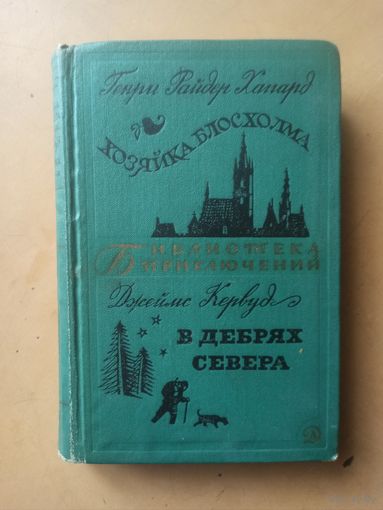 Генри Райдер Хаггард
ХОЗЯЙКА БЛОСХОЛМА
БИБЛИОТЕКА
ПРИКЛЮЧЕНИЙ
Джеймс Кервуд
В ДЕБРЯХ
СЕВЕРА